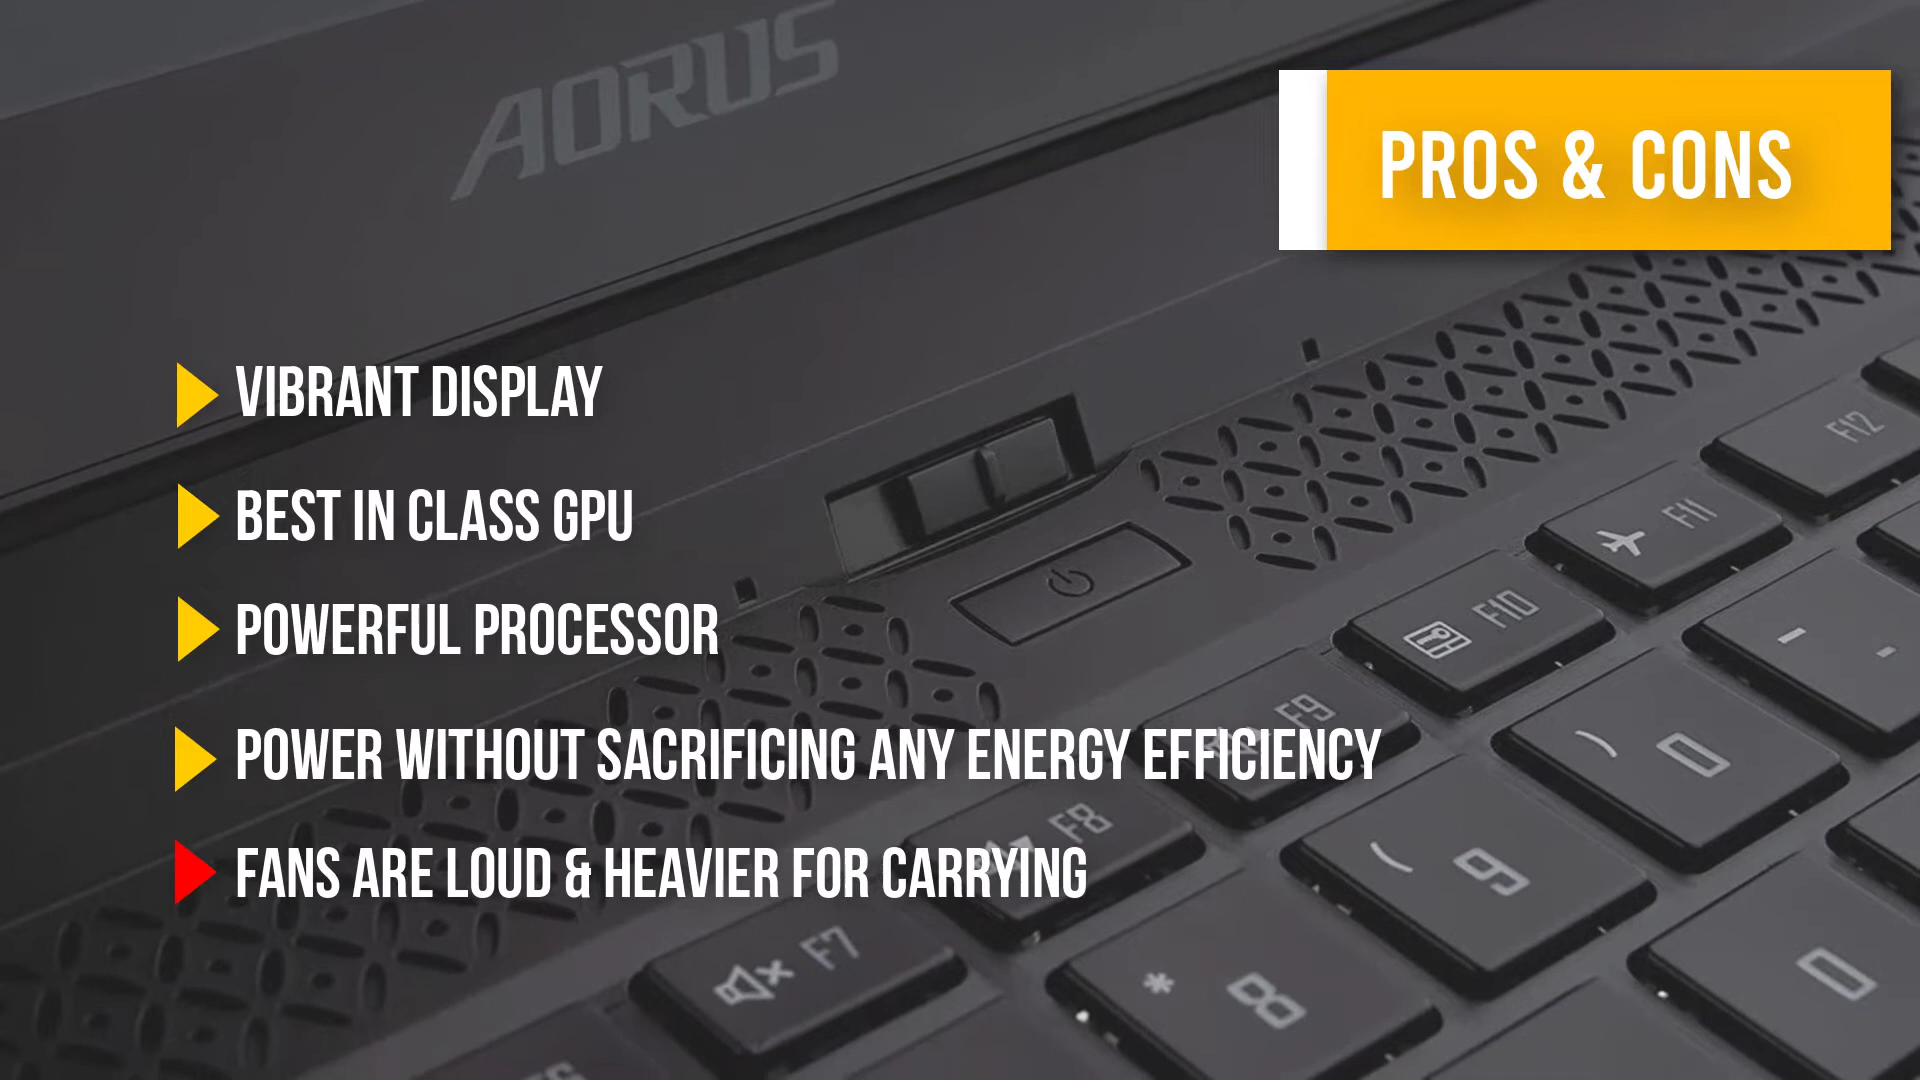 AORUS
PROS & CONS
VIBRANT DISPLAY
BEST IN CLASS GPU
POWERFUL PROCESSOR
POWER WITHOUT SACRIFICING ANY ENERGY EFFICIENCY
FANS ARE LOUD & HEAVIER FOR CARRYING
F12
F11
F10
F9
- -
F8
) 0
F7
( 9
* 8